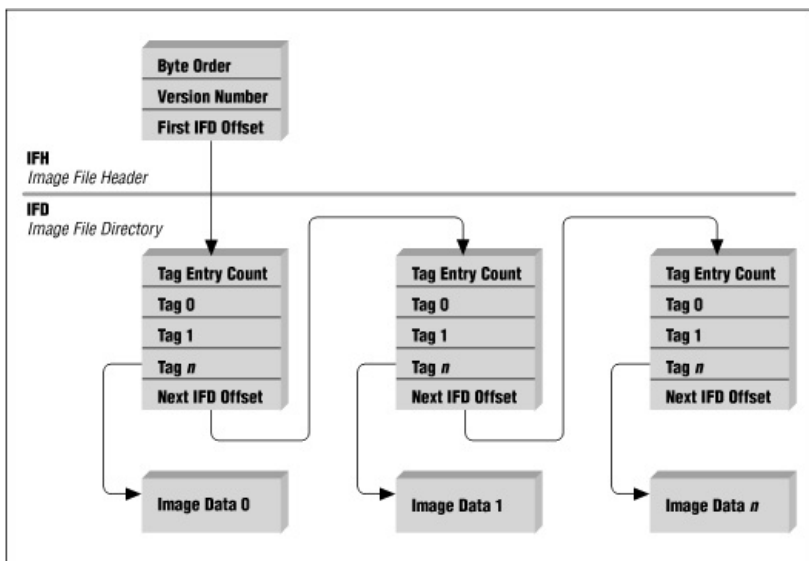 Byte Order
Version Number
First IFD Offset
IFH
Image File Header
IFD
Image File Directory
Tag Entry Count
Tag 0
Tag 1
Tag n
Next IFD Offset
Image Data 0
Tag Entry Count
Tag 0
Tag 1
Tag n
Next IFD Offset
Image Data 1
Tag Entry Count
Tag 0
Tag 1
Tag n
Next IFD Offset
Image Data n